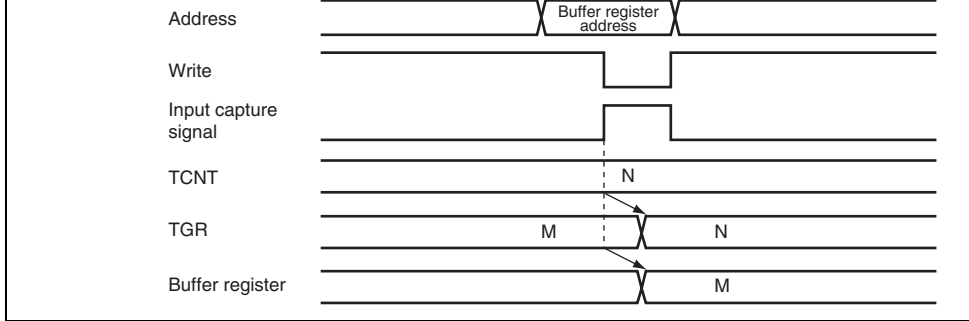 Address
Buffer register
address
Write
Input capture
signal
TCNT
N
TGR
M
N
Buffer register
M